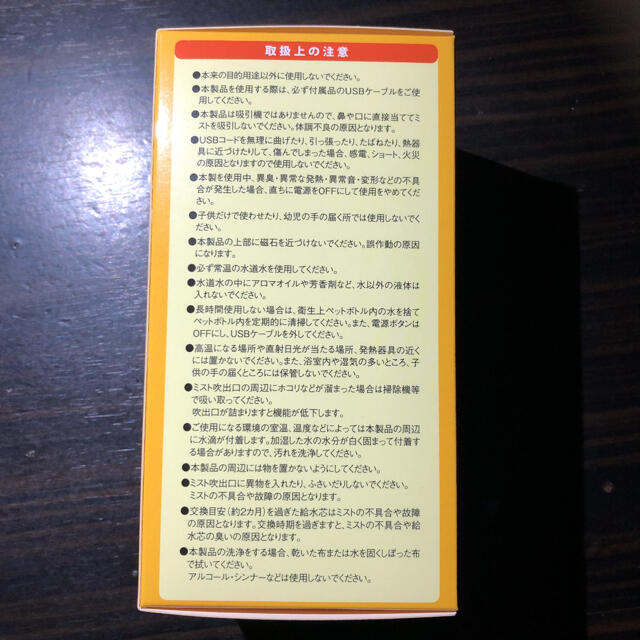 取扱上の注意
●本来の目的用途以外に使用しないでください。
●本製品を使用する際は、必ず付属品のUSBケーブルをご使
用してください。
●本製品は吸引機ではありませんので、鼻や口に直接当ててミ
ストを吸引しないでください。体調不良の原因となります。
●USBコードを無理に曲げたり、引っ張ったり、たばねたり、熱器
具に近づけたりして、傷んでしまった場合、感電、ショート、火災
の原因となりますので使用しないでください。
●本製を使用中、異臭・異常な発熱・異常音・変形などの不具
合が発生した場合、直ちに電源をOFFにして使用をやめてくだ
さい。
●子供だけで使わせたり、幼児の手の届く所では使用しないでく
ださい。
●本製品の上部に磁石を近づけないでください。誤作動の原因
になります。
●必ず常温の水道水を使用してください。
●水道水の中にアロマオイルや芳香剤など、水以外の液体は
入れないでください。
●長時間使用しない場合は、衛生上ペットボトル内の水を捨て
ペットボトル内を定期的に清掃してください。また、電源ボタンは
OFFにし、USBケーブルを外してください。
●高温になる場所や直射日光が当たる場所、発熱器具の近く
には置かないでください。また、浴室内や湿気の多いところ、子
供の手の届くところには保管しないでください。
●ミスト吹出口の周辺にホコリなどが溜まった場合は掃除機等
で吸い取ってください。
吹出口が詰まりますと機能が低下します。
●ご使用になる環境の室温、温度などによっては本製品の周辺
に水滴が付着します。加湿した水の水分が白く固まって付着す
る場合がありますので、汚れを洗浄してください。
●本製品の周辺には物を置かないようにしてください。
●ミスト吹出口に異物を入れたり、ふさいだりしないでください。
ミストの不具合や故障の原因となります。
●交換目安(約2カ月)を過ぎた給水芯はミストの不具合や故障
の原因となります。交換時期を過ぎますと、ミストの不具合や給
水芯の臭いの原因となります。
●本製品の洗浄をする場合、乾いた布または水を固くしぼった布
で拭いてください。
アルコール・シンナーなどは使用しないでください。